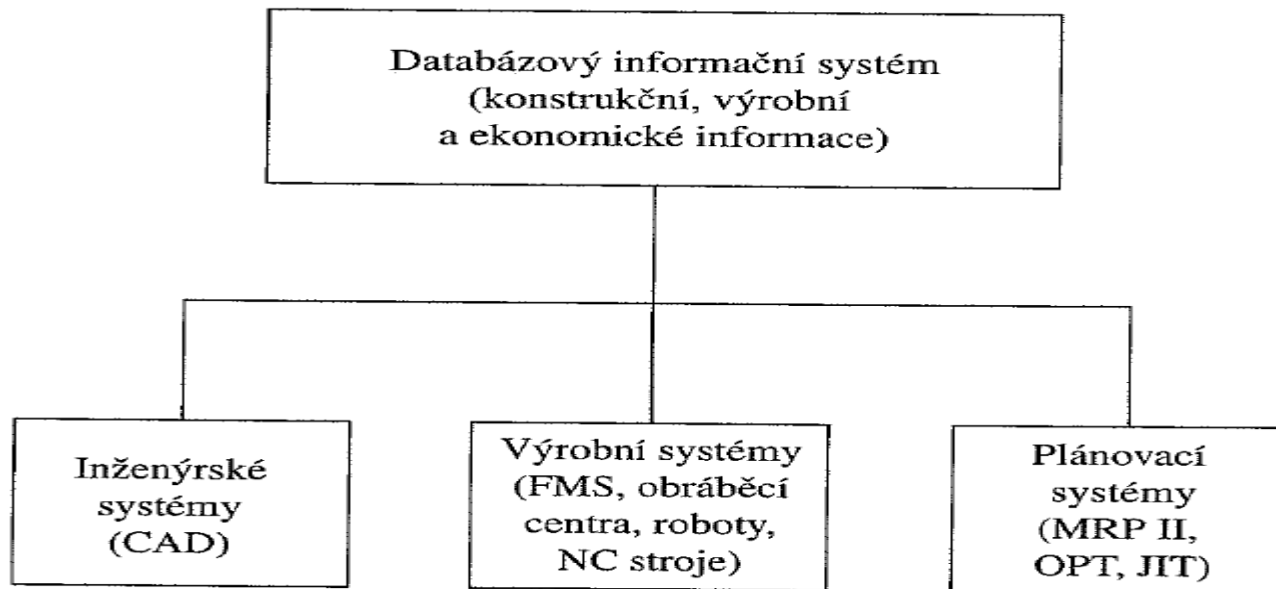 Databázový informační systém
(konstrukční, výrobní
a ekonomické informace)
Inženýrské
systémy
(CAD)
Výrobní systémy
(FMS, obráběcí
centra, roboty,
NC stroje)
Plánovací
systémy
(MRP II,
OPT, JIT)